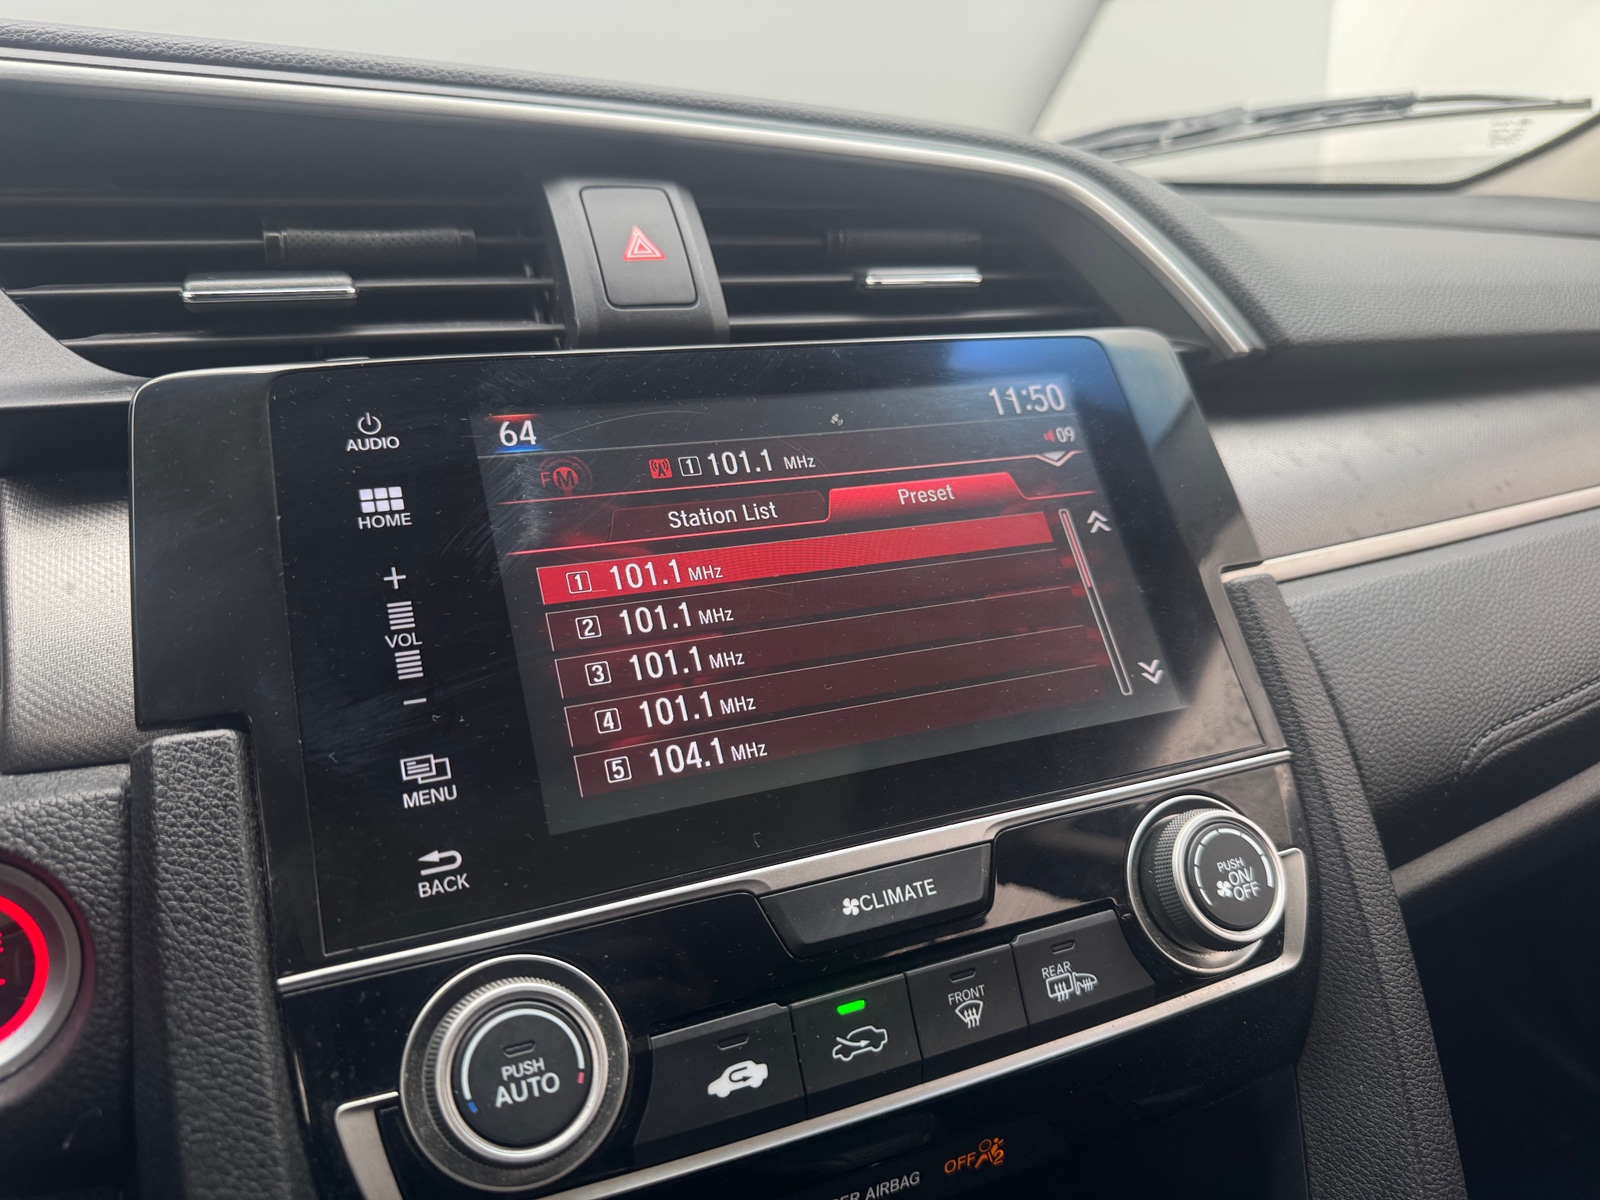 AUDIO
64
11:50
09
FM
1 101.1 MHz
HOME
Station List
Preset
1 101.1 MHz
2 101.1 MHz
3 101.1 MHz
4 101.1 MHz
5 104.1 MHz
+
VOL
-
MENU
BACK
CLIMATE
PUSH
ON/
OFF
PUSH
AUTO
FRONT
REAR
AIRBAG
OFF 2